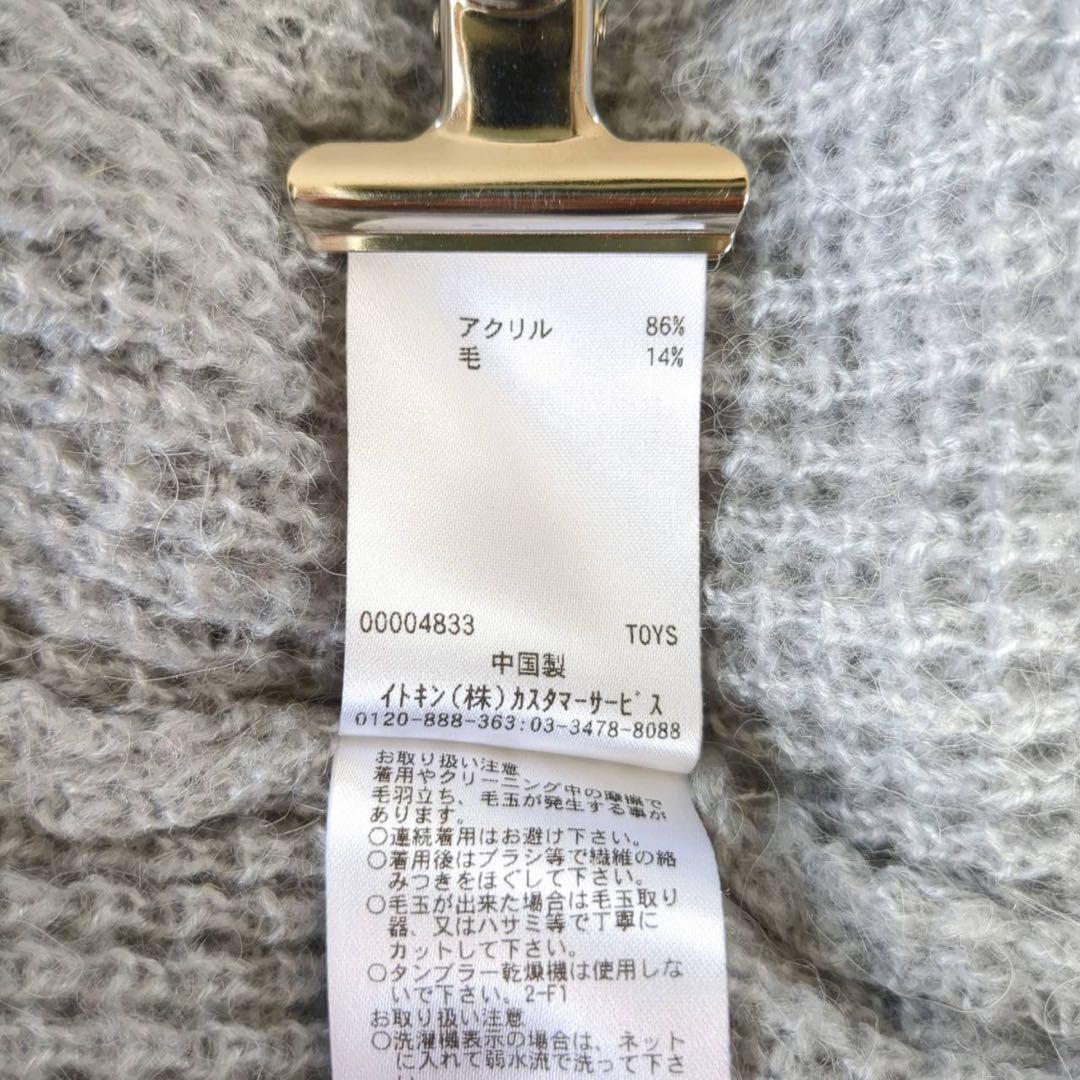 アクリル 86%
毛 14%
00004833 TOYS
中国製
イトキン(株)カスタマーサービス
0120-888-363:03-3478-8088
お取り扱い注意
着用やクリーニング中の摩擦で
毛羽立ち、毛玉が発生する事が
あります。
○連続着用はお避け下さい。
○着用後はブラシ等で繊維の絡
みつきをほぐして下さい。
○毛玉が出来た場合は毛玉取り
器、又はハサミ等で丁寧に
カットして下さい。
○タンブラー乾燥機は使用しな
いで下さい。2-F1
お取り扱い注意
○洗濯機表示の場合は、ネット
に入れて弱水流で洗って下さ